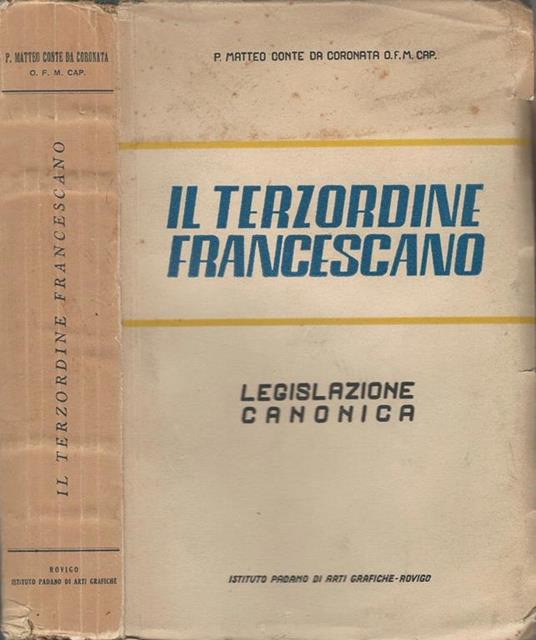 P. MATTEO CONTE DA CORONATA
O. F. M. CAP.
IL TERZORDINE FRANCESCANO
ROVIGO
ISTITUTO PADANO DI ARTI GRAFICHE
P. MATTEO CONTE DA CORONATA O.F.M. CAP.
IL TERZORDINE
FRANCESCANO
LEGISLAZIONE
CANONICA
ISTITUTO PADANO DI ARTI GRAFICHE-ROVIGO